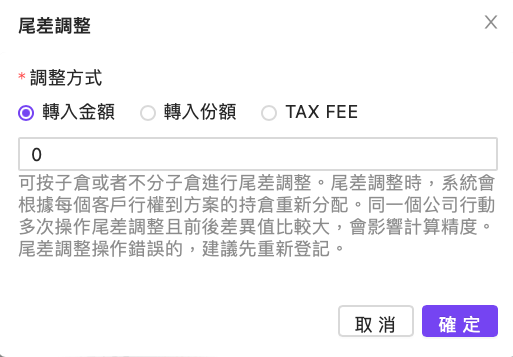 尾差調整
* 調整方式
轉入金額 轉入份額 TAX FEE
0
可按子倉或者不分子倉進行尾差調整。尾差調整時，系統會
根據每個客戶行權到方案的持倉重新分配。同一個公司行動
多次操作尾差調整且前後差異值比較大，會影響計算精度。
尾差調整操作錯誤的，建議先重新登記。
取 消 確 定